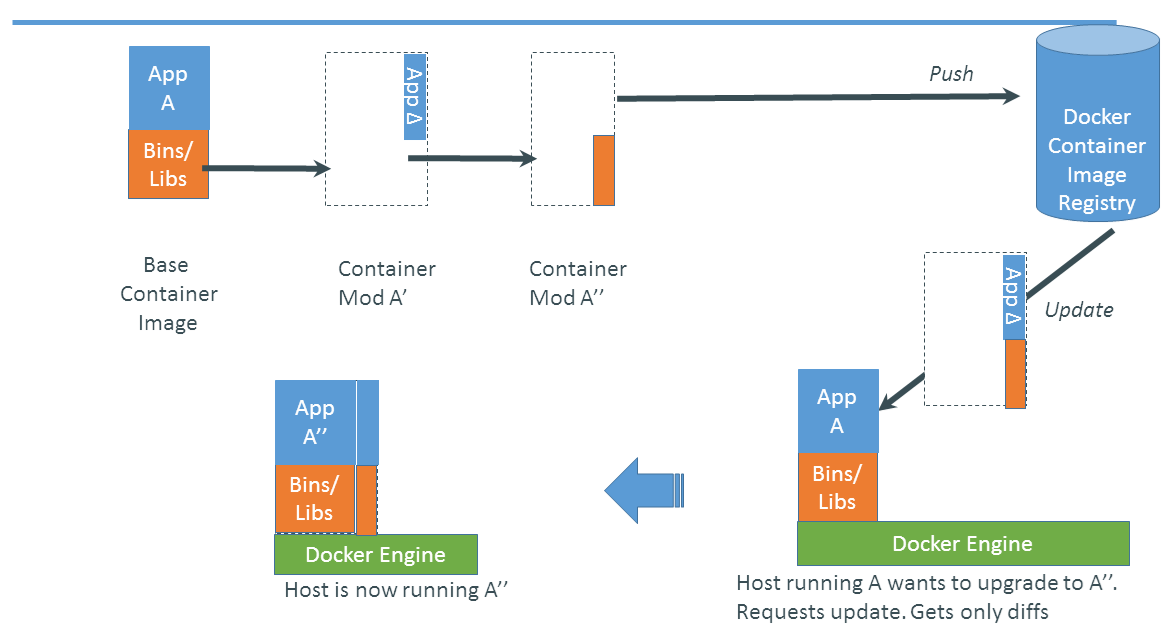 App
A
Bins/
Libs
Base
Container
Image
App Δ
Container
Mod A’
Container
Mod A’’
Push
Docker
Container
Image
Registry
App Δ
Update
App
A
Bins/
Libs
Docker Engine
Host running A wants to upgrade to A’’.
Requests update. Gets only diffs
App
A’’
Bins/
Libs
Docker Engine
Host is now running A’’